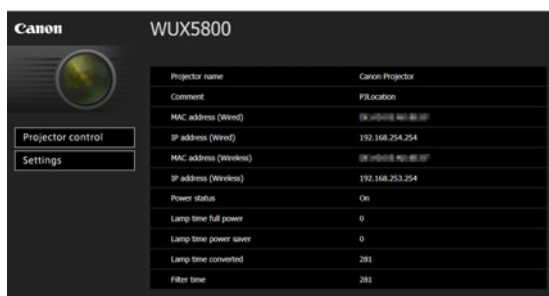 Canon
WUX5800
Projector control
Settings
Projector name Canon Projector
Comment PJLocation
MAC address (Wired)
IP address (Wired) 192.168.254.254
MAC address (Wireless)
IP address (Wireless) 192.168.253.254
Power status On
Lamp time full power 0
Lamp time power saver 0
Lamp time converted 281
Filter time 281